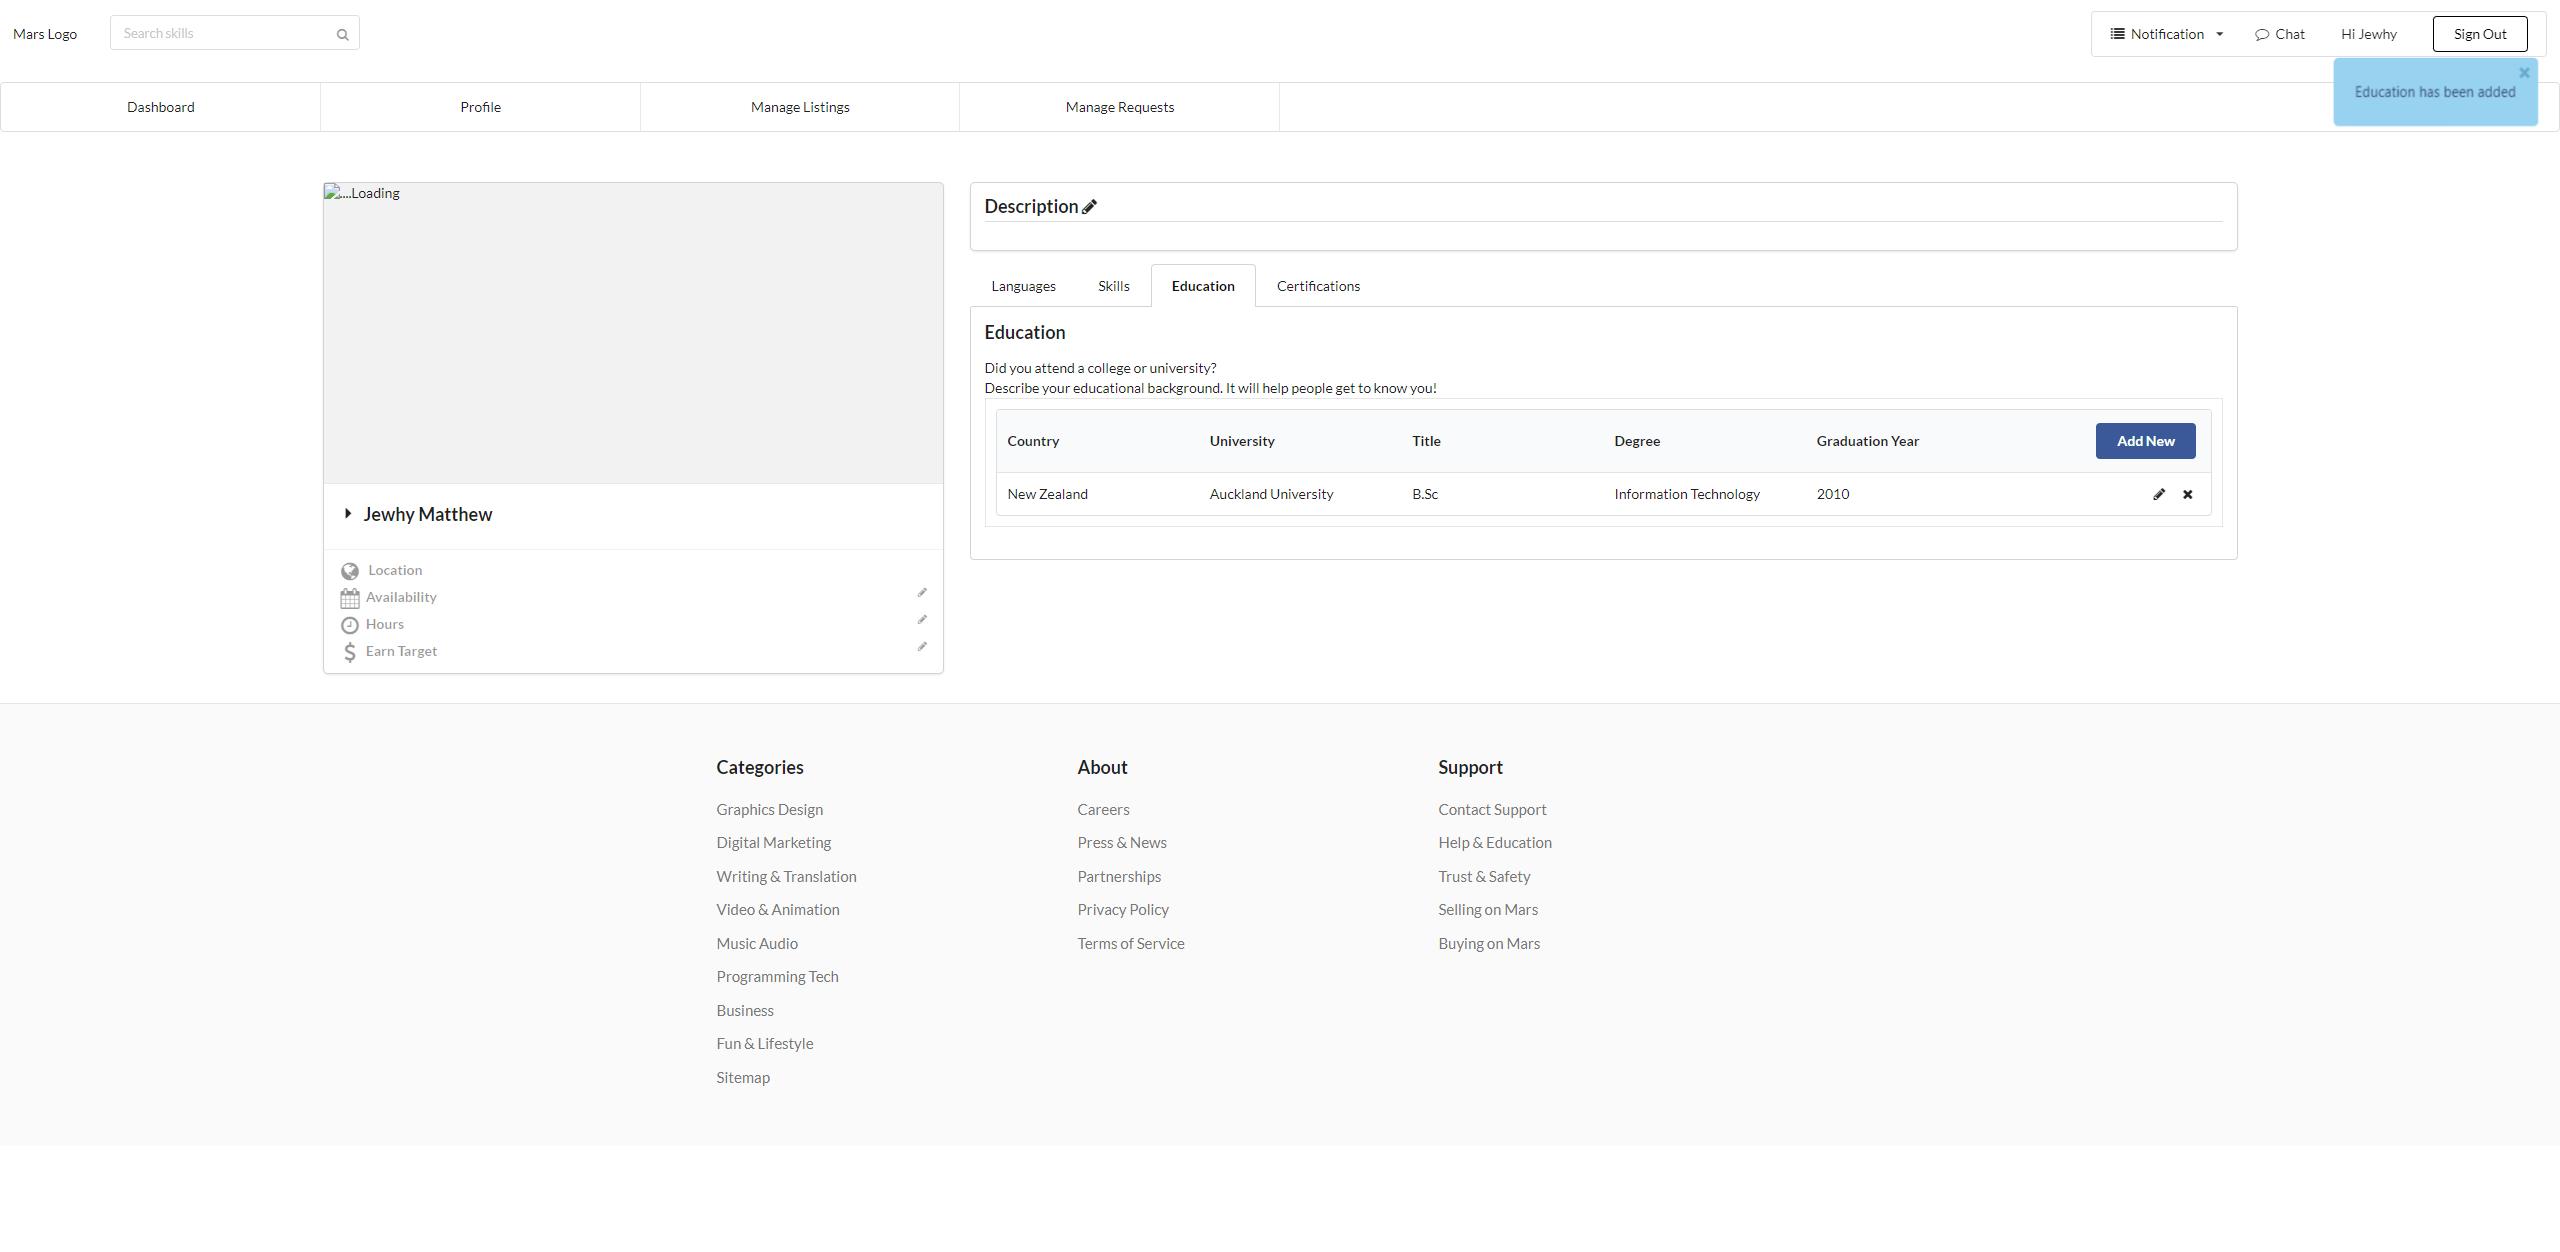 Mars Logo
Search skills
Notification
Chat
Hi Jewhy
Sign Out
Education has been added
Dashboard
Profile
Manage Listings
Manage Requests
....Loading
Jewhy Matthew
Location
Availability
Hours
Earn Target
Description
Languages
Skills
Education
Certifications
Education
Did you attend a college or university?
Describe your educational background. It will help people get to know you!
Country University Title Degree Graduation Year Add New
New Zealand Auckland University B.Sc Information Technology 2010
Categories
Graphics Design
Digital Marketing
Writing & Translation
Video & Animation
Music Audio
Programming Tech
Business
Fun & Lifestyle
Sitemap
About
Careers
Press & News
Partnerships
Privacy Policy
Terms of Service
Support
Contact Support
Help & Education
Trust & Safety
Selling on Mars
Buying on Mars